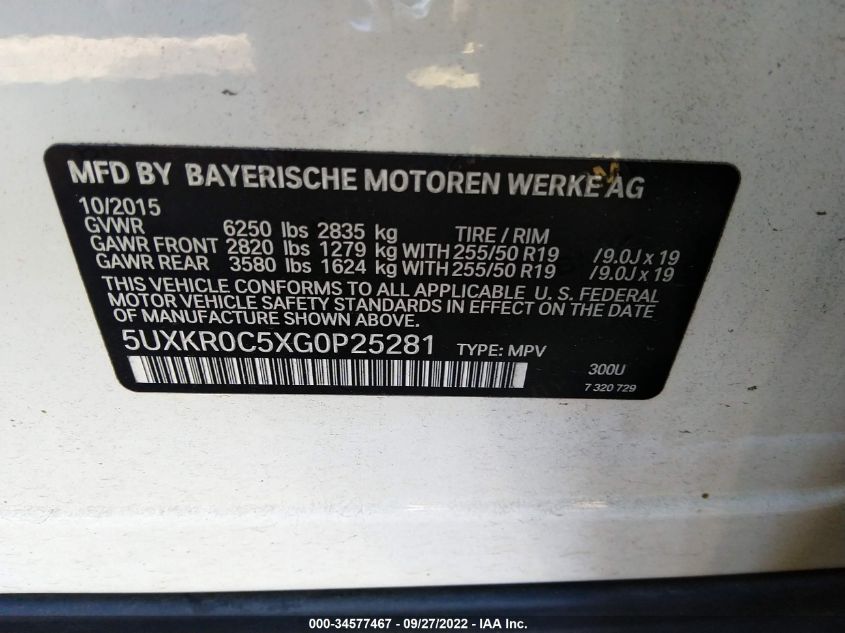 MFD BY BAYERISCHE MOTOREN WERKE AG
10/2015
GVWR 6250 lbs 2835 kg TIRE / RIM
GAWR FRONT 2820 lbs 1279 kg WITH 255/50 R19 /9.0J x 19
GAWR REAR 3580 lbs 1624 kg WITH 255/50 R19 /9.0J x 19
THIS VEHICLE CONFORMS TO ALL APPLICABLE U. S. FEDERAL
MOTOR VEHICLE SAFETY STANDARDS IN EFFECT ON THE DATE
OF MANUFACTURE SHOWN ABOVE.
5UXKR0C5XG0P25281 TYPE: MPV
300U
7 320 729
000-34577467 - 09/27/2022 - IAA Inc.